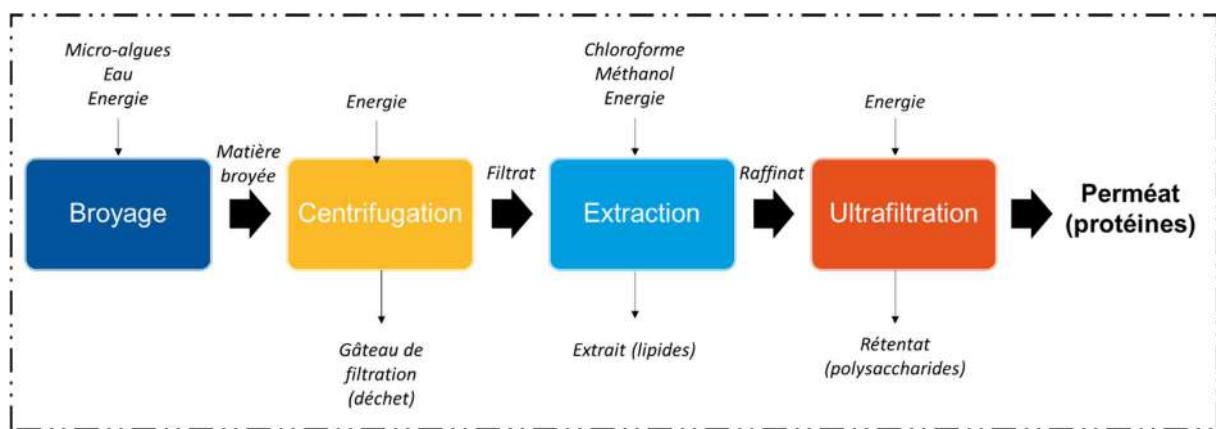 Micro-algues
Eau
Energie
Energie
Chloroforme
Méthanol
Energie
Energie
Broyage
Matière
broyée
Centrifugation
Filtrat
Extraction
Raffinat
Ultrafiltration
Perméat
(protéines)
Gâteau de
filtration
(déchet)
Extrait (lipides)
Rétentat
(polysaccharides)